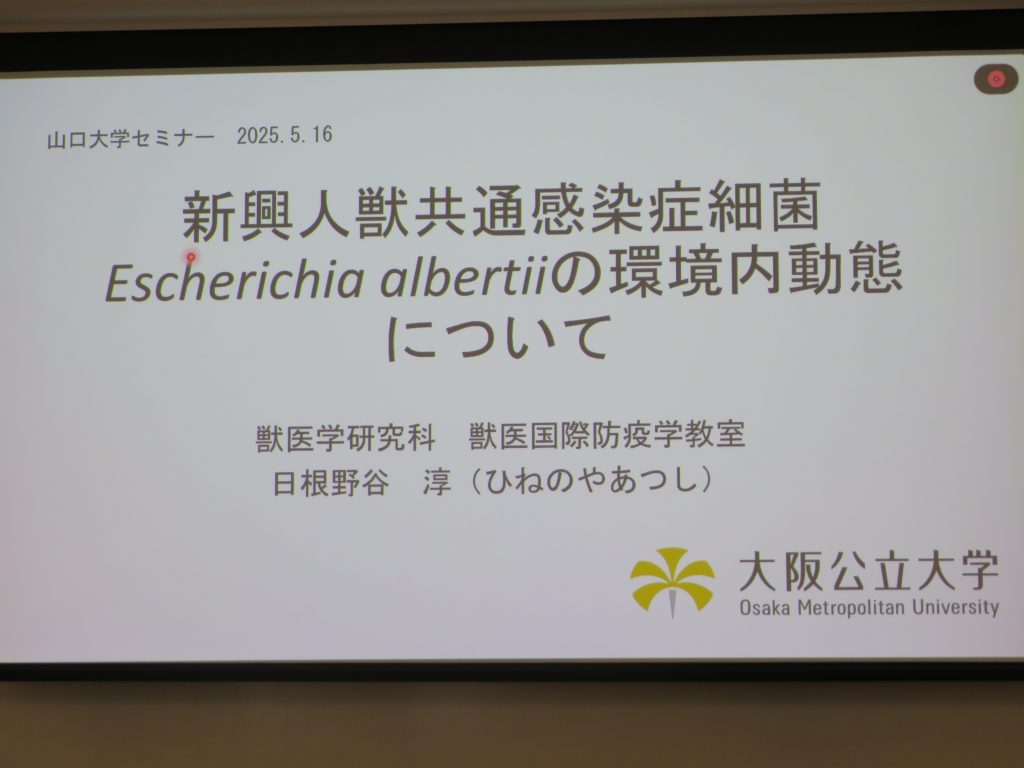 山口大学セミナー　2025.5.16
新興人獣共通感染症細菌
Escherichia albertiiの環境内動態
について
獣医学研究科　獣医国際防疫学教室
日根野谷　淳（ひねのやあつし）
大阪公立大学
Osaka Metropolitan University